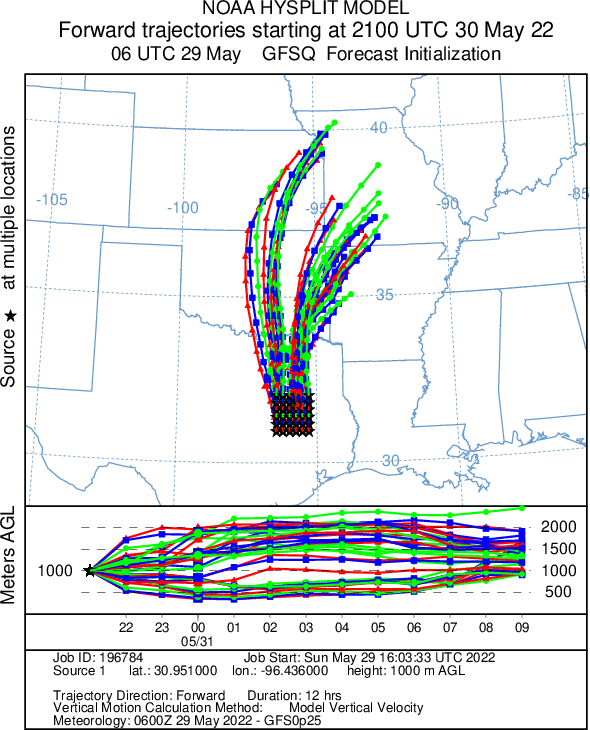 NOAA HYSPLIT MODEL
Forward trajectories starting at 2100 UTC 30 May 22
06 UTC 29 May GFSQ Forecast Initialization
Source ★ at multiple locations
40
-105
-100
-95
-90
-85
35
30
Meters AGL
1000
2000
1500
1000
500
22 23 00 01 02 03 04 05 06 07 08 09
05/31
Job ID: 196784 Job Start: Sun May 29 16:03:33 UTC 2022
Source 1 lat.: 30.951000 lon.: -96.436000 height: 1000 m AGL
Trajectory Direction: Forward Duration: 12 hrs
Vertical Motion Calculation Method: Model Vertical Velocity
Meteorology: 0600Z 29 May 2022 - GFS0p25